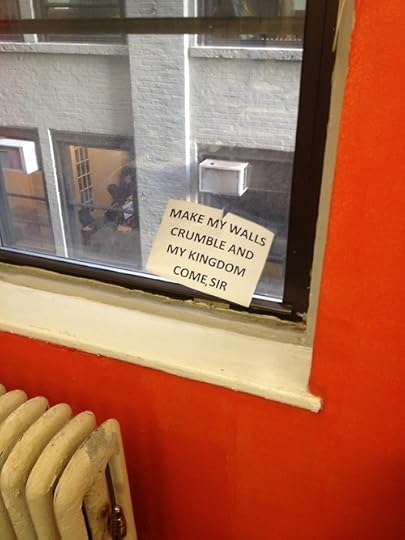 MAKE MY WALLS
CRUMBLE AND
MY KINGDOM
COME, SIR